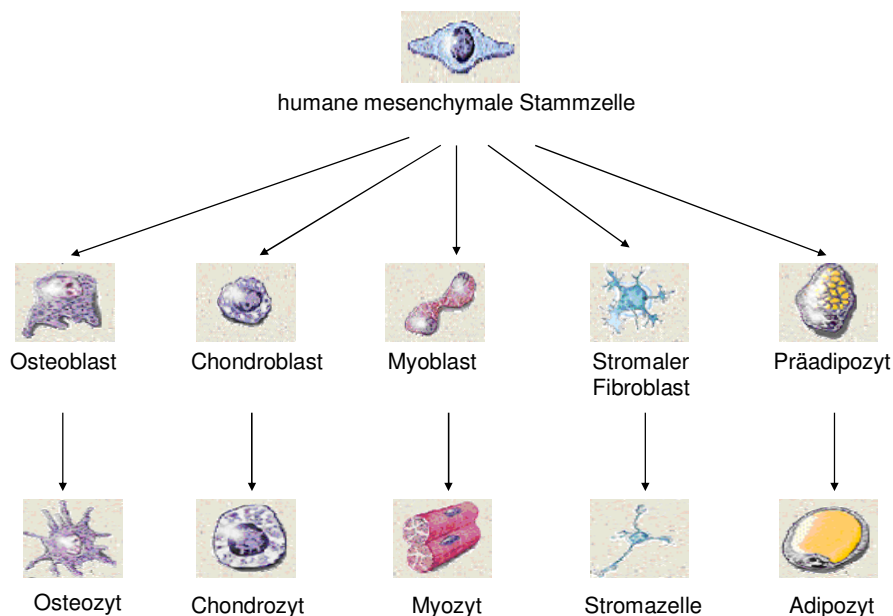 humane mesenchymale Stammzelle
Osteoblast
Chondroblast
Myoblast
Stromaler
Fibroblast
Präadipozyt
Osteozyt
Chondrozyt
Myozyt
Stromazelle
Adipozyt